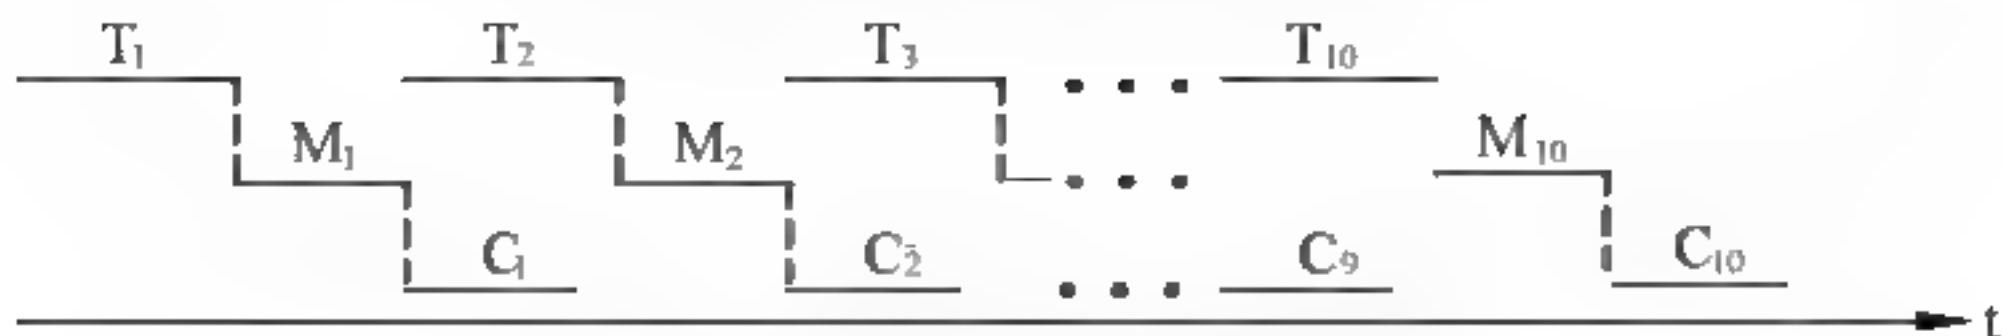 T₁ T₂ T₃ T₁₀
M₁ M₂ M₁₀
C₁ C₂ C₉ C₁₀
t